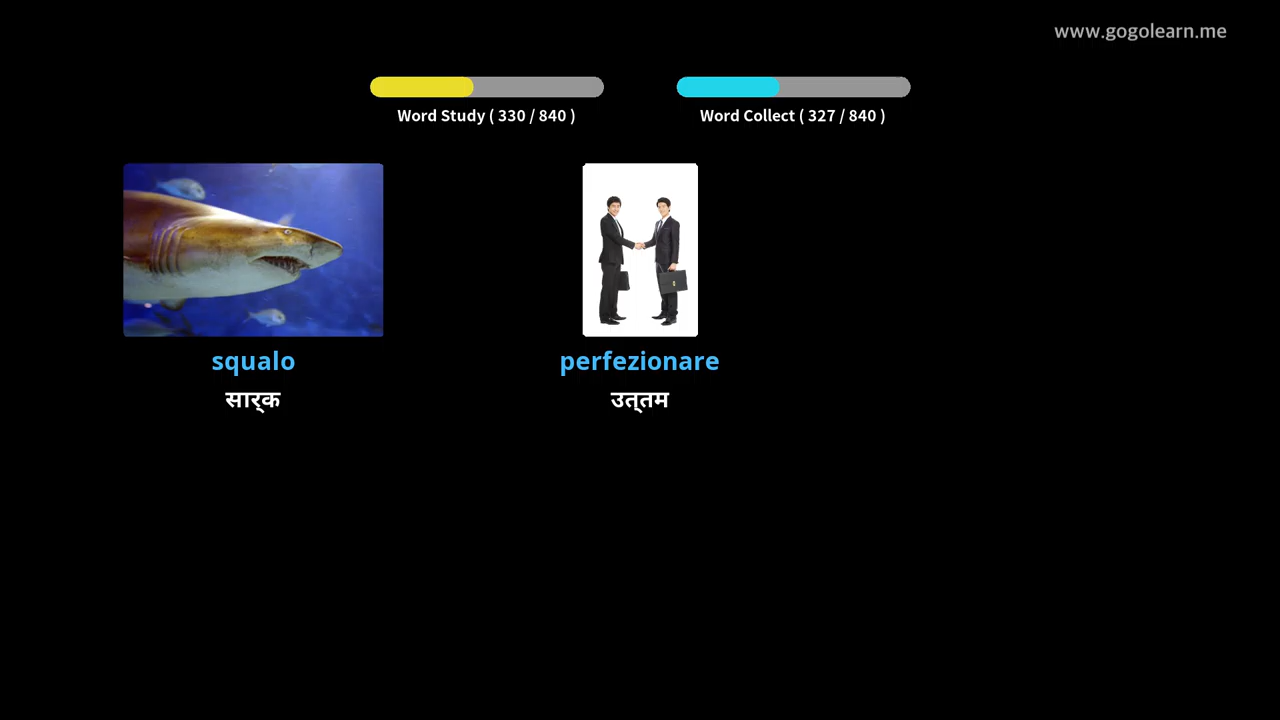 www.gogolearn.me
Word Study ( 330 / 840 )
Word Collect ( 327 / 840 )
squalo
सार्क
perfezionare
उत्तम